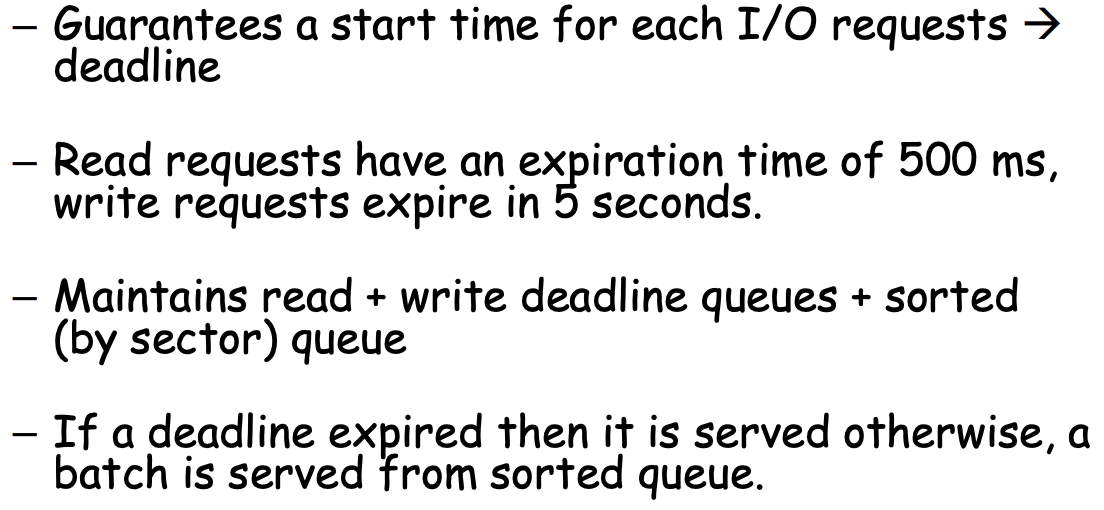 – Guarantees a start time for each I/O requests →
deadline
– Read requests have an expiration time of 500 ms,
write requests expire in 5 seconds.
– Maintains read + write deadline queues + sorted
(by sector) queue
– If a deadline expired then it is served otherwise, a
batch is served from sorted queue.